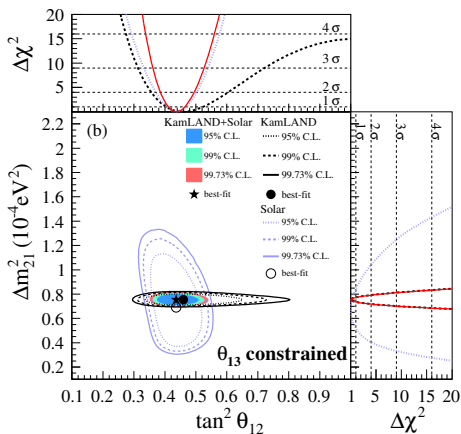 20
15
10
5
Δχ²
4σ
3σ
2σ
1σ
(b)
KamLAND+Solar
95% C.L.
99% C.L.
99.73% C.L.
best-fit
KamLAND
95% C.L.
99% C.L.
99.73% C.L.
best-fit
Solar
95% C.L.
99% C.L.
99.73% C.L.
best-fit
θ₁₃ constrained
2.2
2
1.8
1.6
1.4
1.2
1
0.8
0.6
0.4
0.2
Δm²₂₁ (10⁻⁴eV²)
0.1 0.2 0.3 0.4 0.5 0.6 0.7 0.8 0.9
tan² θ₁₂
1σ 2σ 3σ 4σ
1 5 10 15 20
Δχ²